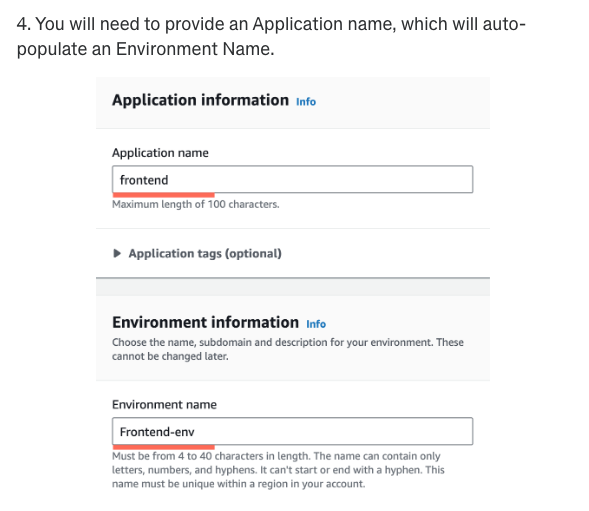 4. You will need to provide an Application name, which will auto-
populate an Environment Name.
Application information Info
Application name
frontend
Maximum length of 100 characters.
Application tags (optional)
Environment information Info
Choose the name, subdomain and description for your environment. These
cannot be changed later.
Environment name
Frontend-env
Must be from 4 to 40 characters in length. The name can contain only
letters, numbers, and hyphens. It can't start or end with a hyphen. This
name must be unique within a region in your account.